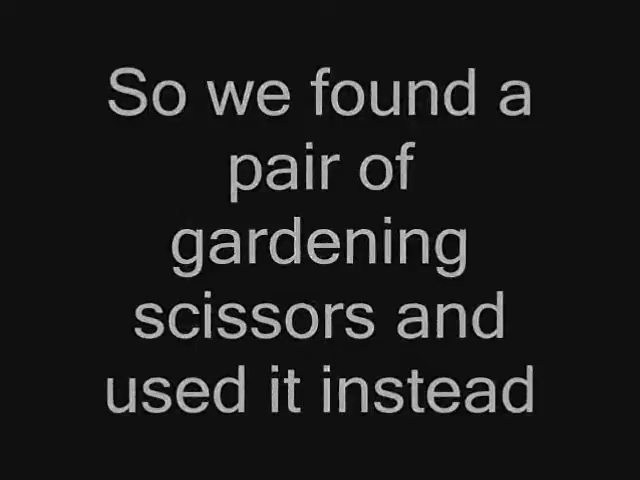 So we found a
pair of
gardening
scissors and
used it instead